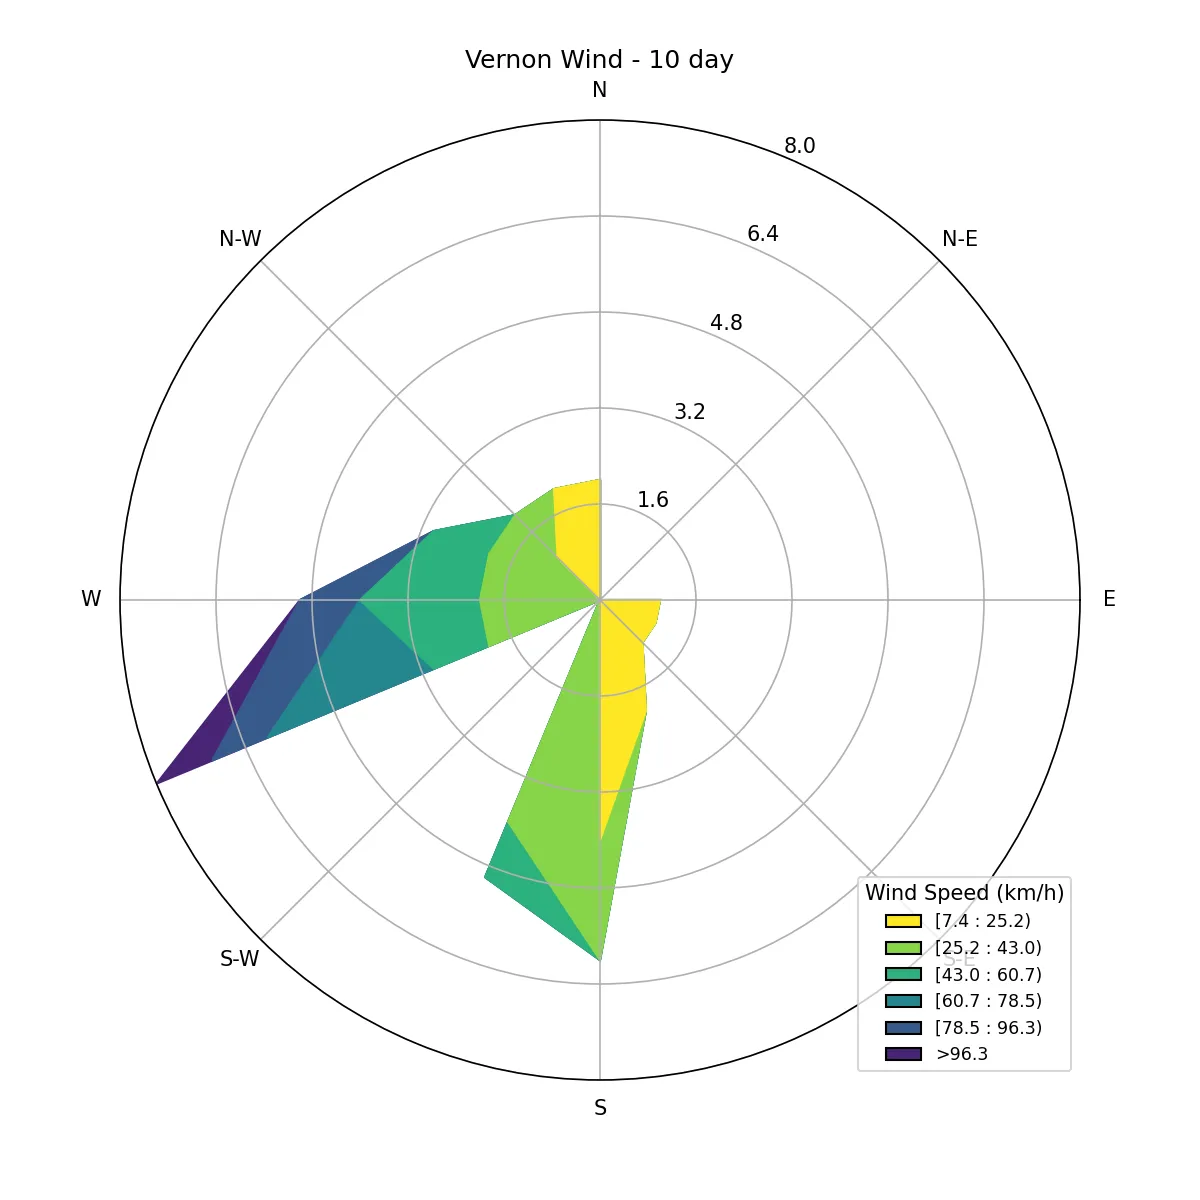 Vernon Wind - 10 day
N
8.0
N-W
6.4
N-E
4.8
3.2
1.6
W
E
S-W
S-E
S
Wind Speed (km/h)
[7.4 : 25.2)
[25.2 : 43.0)
[43.0 : 60.7)
[60.7 : 78.5)
[78.5 : 96.3)
>96.3